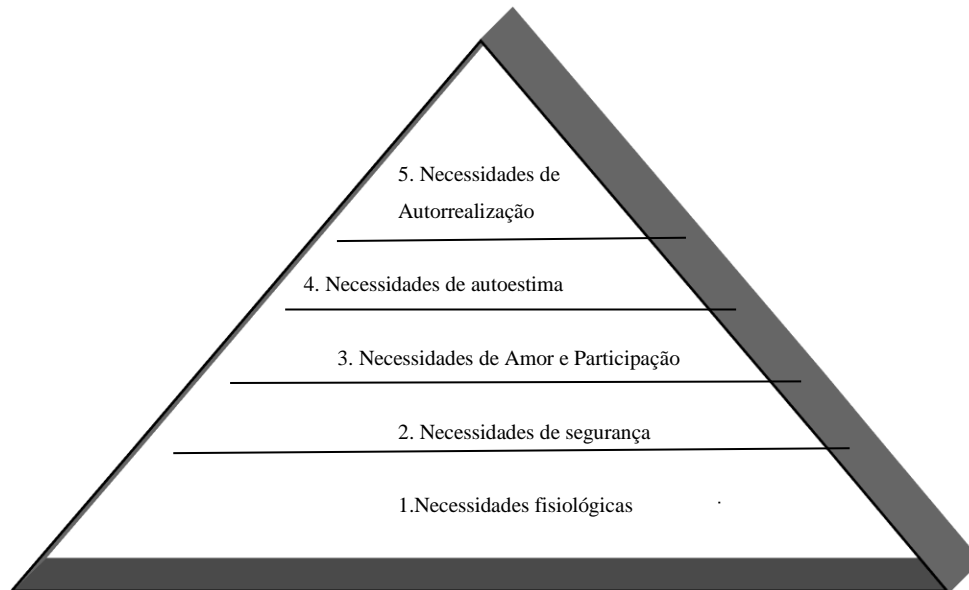 5. Necessidades de
Autorrealização
4. Necessidades de autoestima
3. Necessidades de Amor e Participação
2. Necessidades de segurança
1.Necessidades fisiológicas .